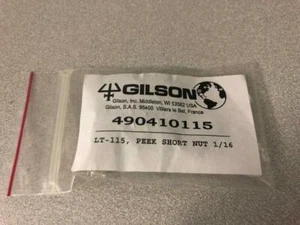 GILSON
Gilson, Inc. Middleton, WI 53562 USA
Gilson, S.A.S. 95400 Villiers le Bel, France
490410115
LT-115, PEEK SHORT NUT 1/16